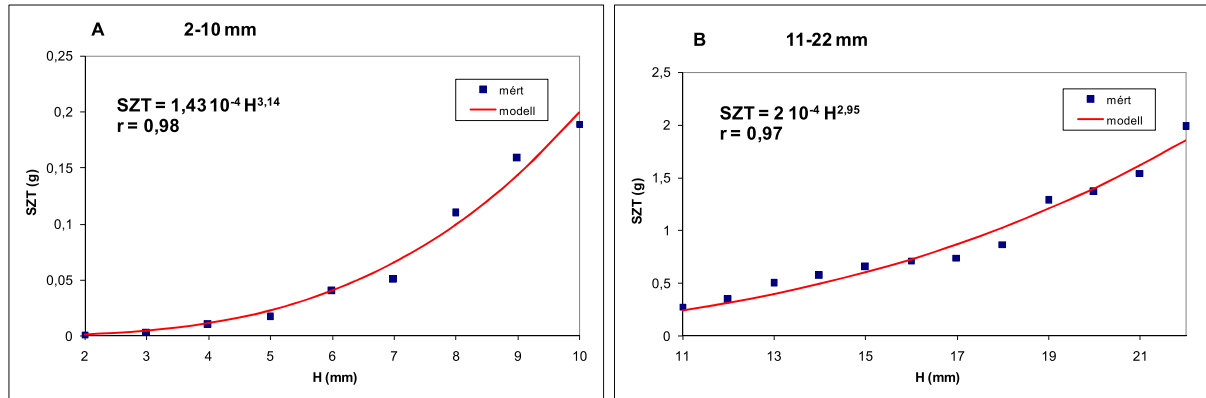 A 2-10 mm
0,25
0,2
0,15
0,1
0,05
0
SZT (g)
SZT = 1,43 10-4 H3,14
r = 0,98
mért
modell
2 3 4 5 6 7 8 9 10
H (mm)
B 11-22 mm
2,5
2
1,5
1
0,5
0
SZT (g)
SZT = 2 10-4 H2,95
r = 0,97
mért
modell
11 13 15 17 19 21
H (mm)